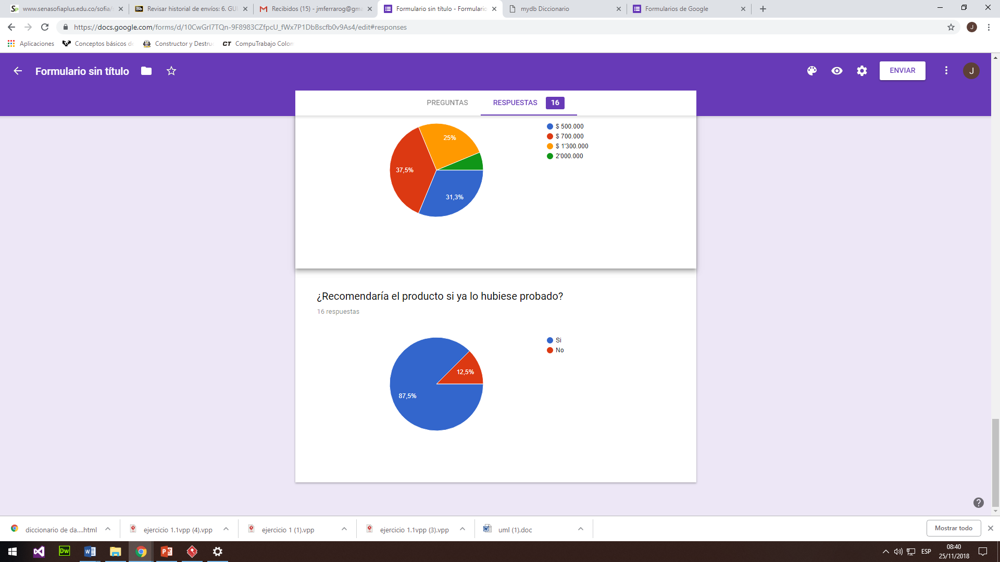 www.senasofiaplus.edu.co/sofia/
Revisar historial de envíos: 6. GUI
Recibidos (15) - jmferrarog@gma
Formulario sin título - Formulario
mydb Diccionario
Formularios de Google
https://docs.google.com/forms/d/10CwGrI7TQn-9F8983CZfpcU_fWx7P1DbBscfb0v9As4/edit#responses
J
Aplicaciones
Conceptos básicos de
Constructor y Destru
CT CompuTrabajo Colom
Formulario sin título
ENVIAR
J
PREGUNTAS
RESPUESTAS 16
25%
37,5%
31,3%
$ 500.000
$ 700.000
$ 1'300.000
2'000.000
¿Recomendaría el producto si ya lo hubiese probado?
16 respuestas
12,5%
87,5%
Si
No
diccionario de da....html
ejercicio 1.1vpp (4).vpp
ejercicio 1 (1).vpp
ejercicio 1.1vpp (3).vpp
uml (1).doc
Mostrar todo
ESP
08:40
25/11/2018